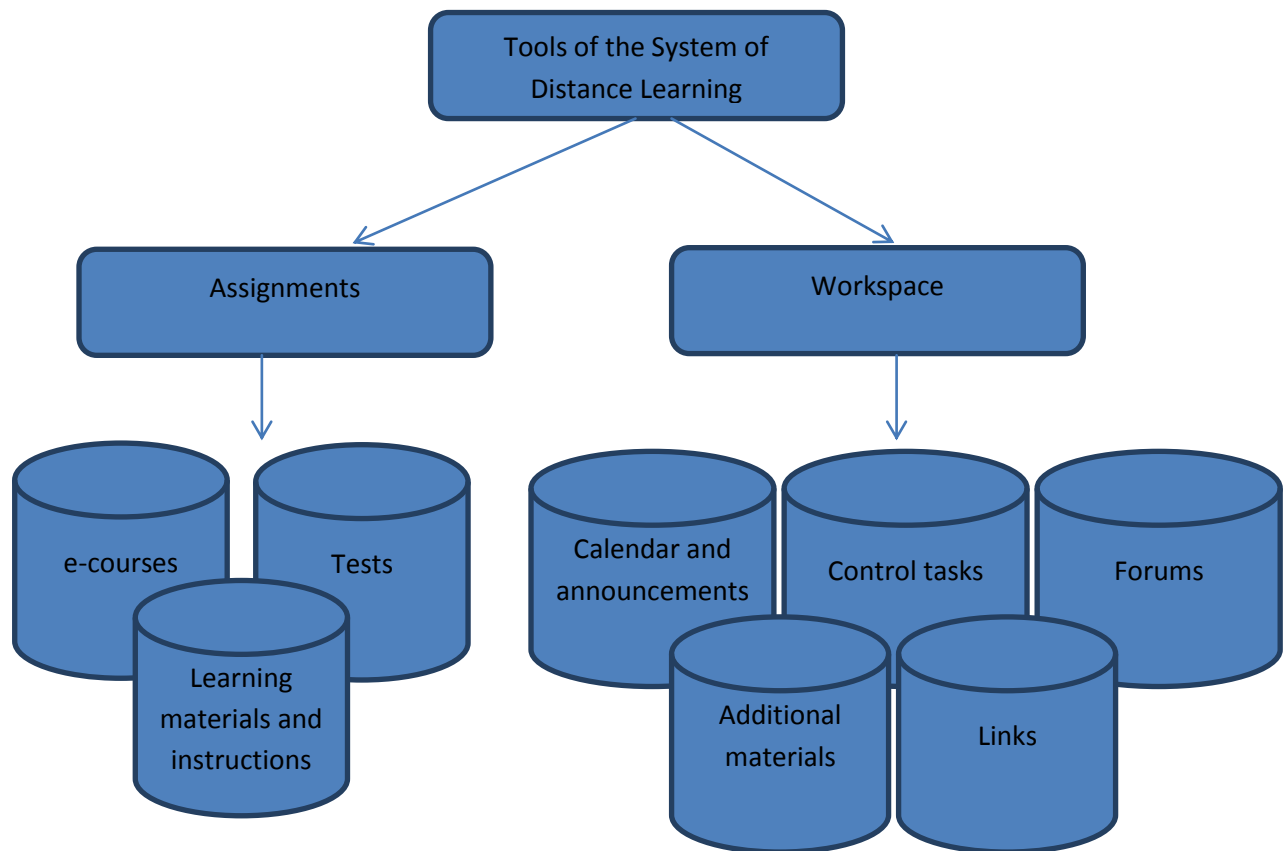 Tools of the System of
Distance Learning
Assignments
Workspace
e-courses
Tests
Learning
materials and
instructions
Calendar and
announcements
Control tasks
Forums
Additional
materials
Links